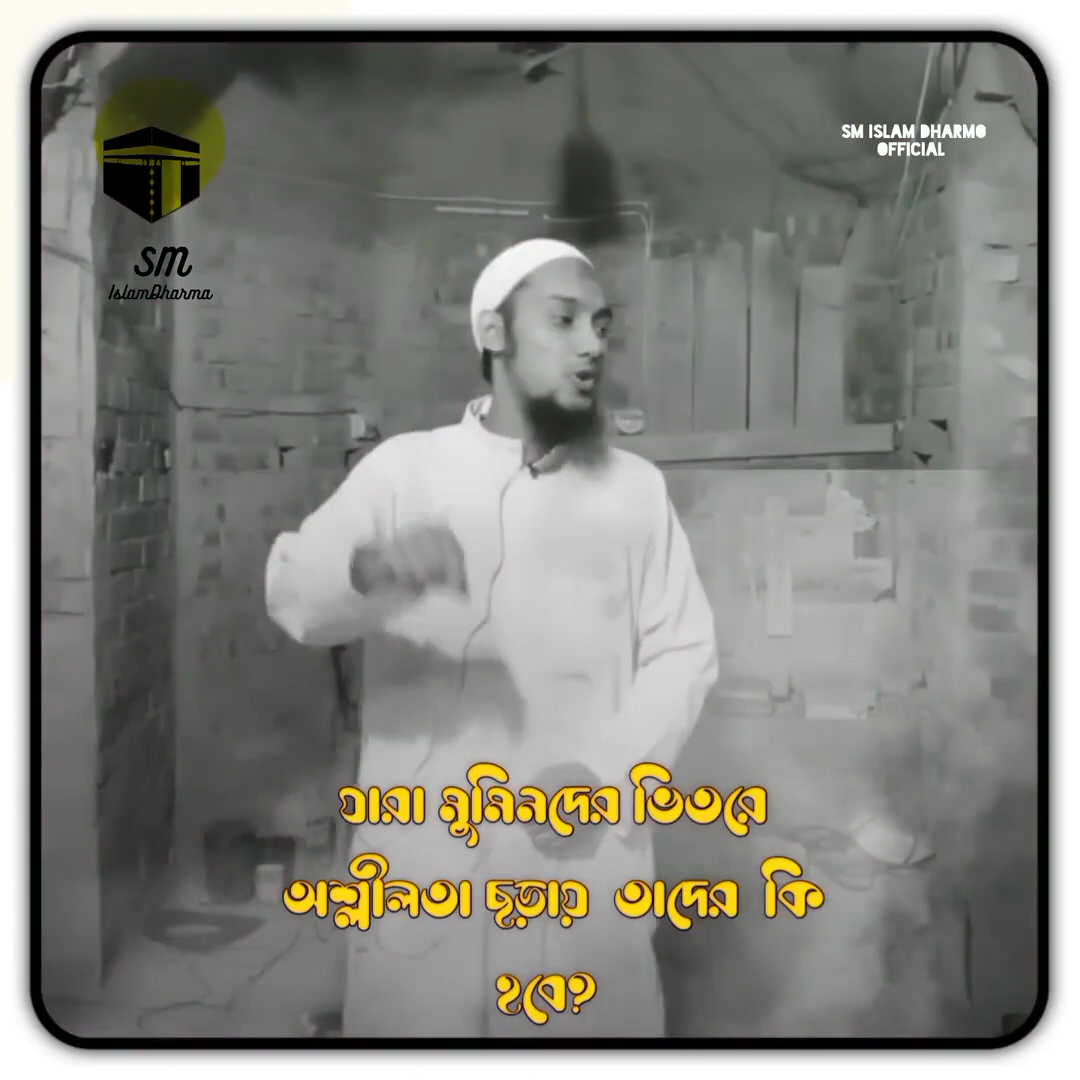 SM ISLAM DHARMO
OFFICIAL
SM
IslamDharma
যারা মুমিনদের ভিতরে
অশ্লীলতা ছড়ায় তাদের কি
হবে?